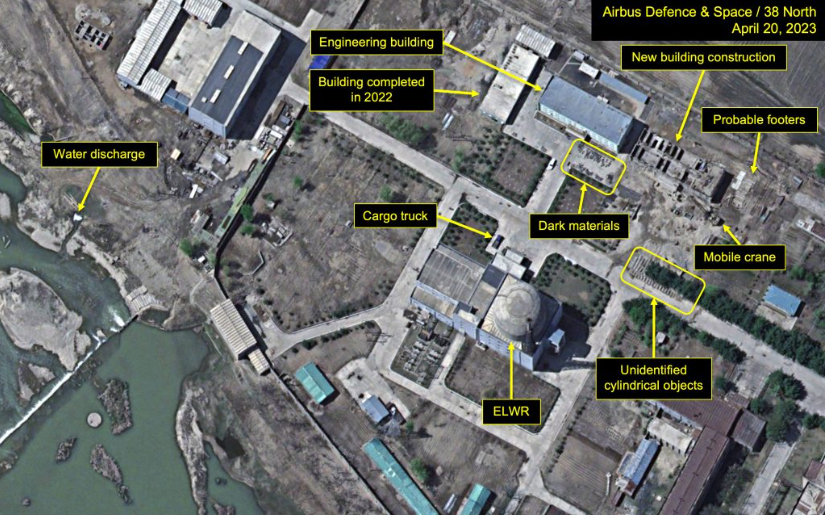 Airbus Defence & Space / 38 North
April 20, 2023
Engineering building
New building construction
Building completed
in 2022
Probable footers
Water discharge
Cargo truck
Dark materials
Mobile crane
Unidentified
cylindrical objects
ELWR